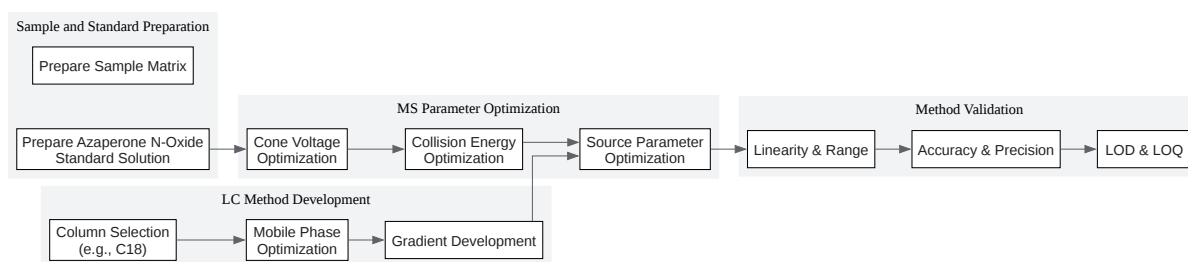 Sample and Standard Preparation
Prepare Sample Matrix
Prepare Azaperone N-Oxide
Standard Solution
MS Parameter Optimization
Cone Voltage
Optimization
Collision Energy
Optimization
Source Parameter
Optimization
Method Validation
Linearity & Range
Accuracy & Precision
LOD & LOQ
LC Method Development
Column Selection
(e.g., C18)
Mobile Phase
Optimization
Gradient Development